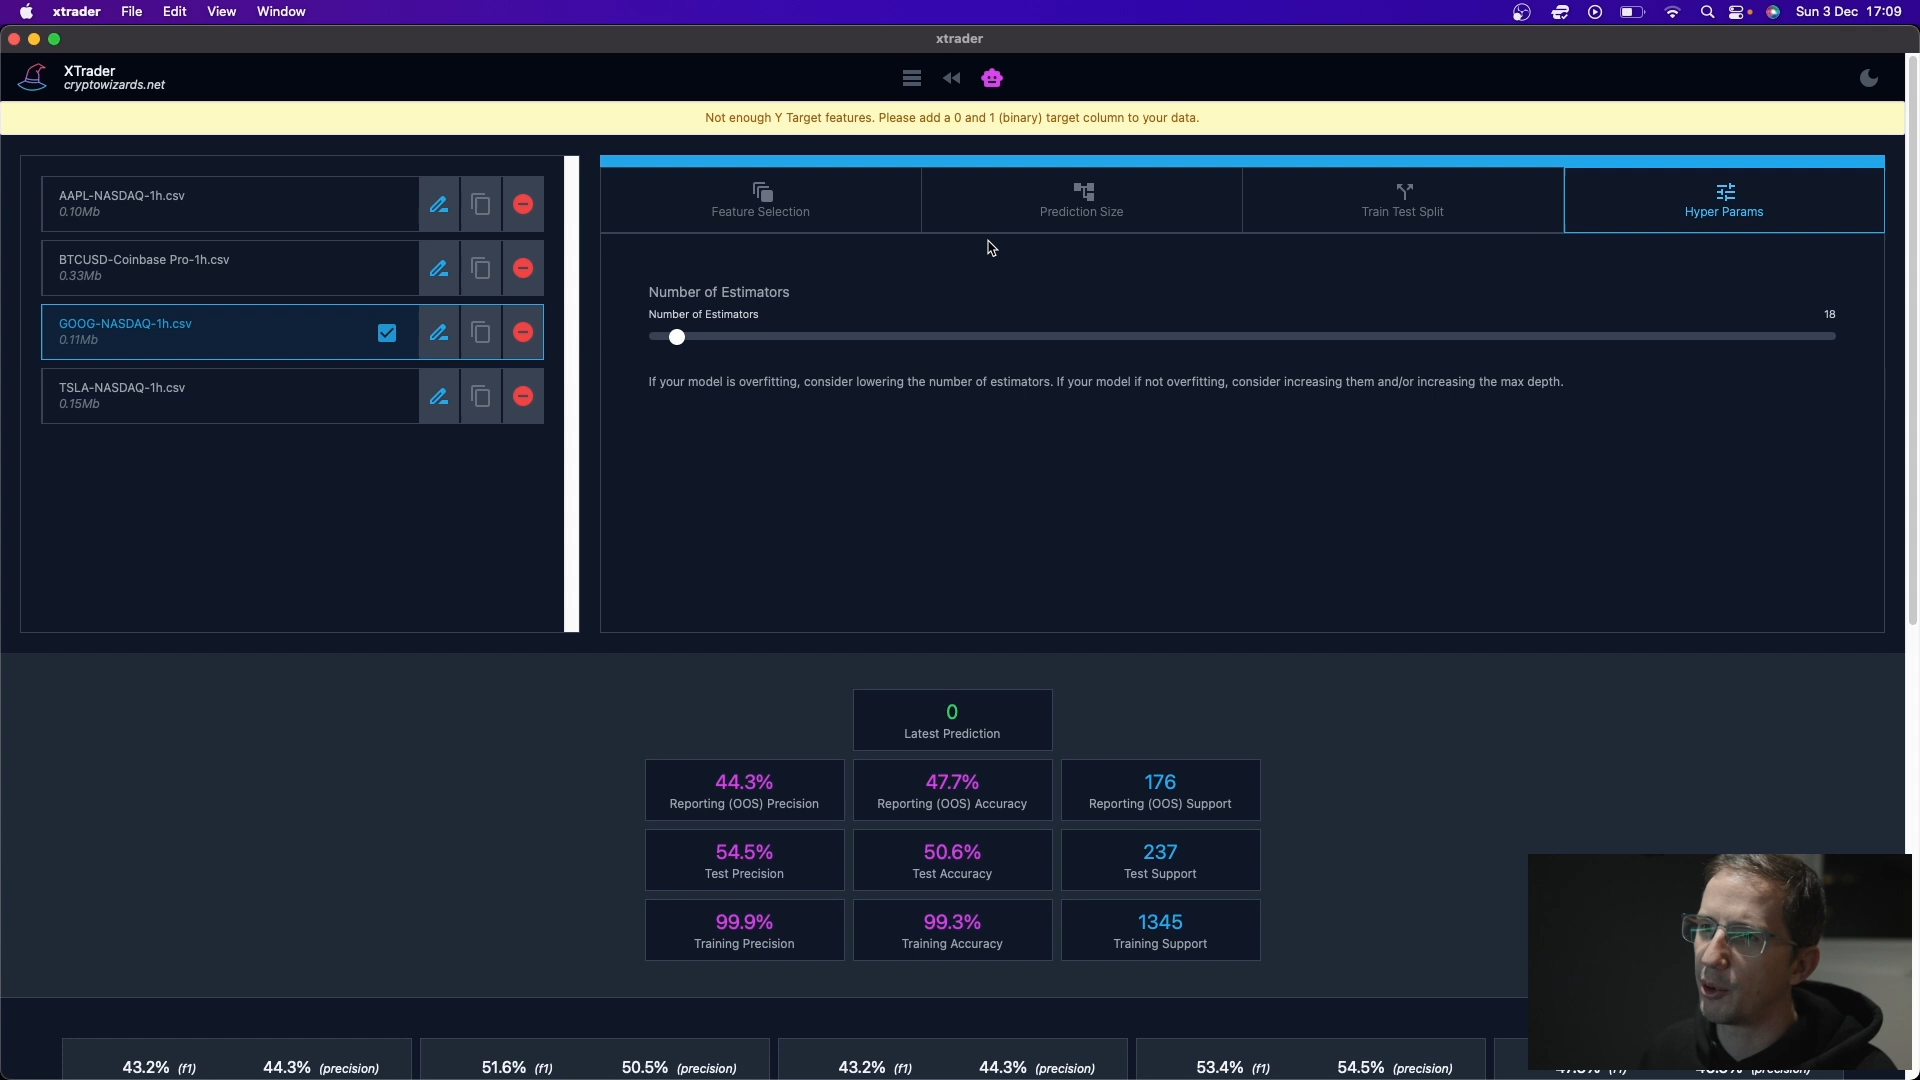 xtrader File Edit View Window
Sun 3 Dec 17:09
xtrader
XTrader
cryptowizards.net
Not enough Y Target features. Please add a 0 and 1 (binary) target column to your data.
AAPL-NASDAQ-1h.csv
0.10Mb
BTCUSD-Coinbase Pro-1h.csv
0.33Mb
GOOG-NASDAQ-1h.csv
0.11Mb
TSLA-NASDAQ-1h.csv
0.15Mb
Feature Selection
Prediction Size
Train Test Split
Hyper Params
Number of Estimators
Number of Estimators
18
If your model is overfitting, consider lowering the number of estimators. If your model if not overfitting, consider increasing them and/or increasing the max depth.
0
Latest Prediction
44.3%
Reporting (OOS) Precision
47.7%
Reporting (OOS) Accuracy
176
Reporting (OOS) Support
54.5%
Test Precision
50.6%
Test Accuracy
237
Test Support
99.9%
Training Precision
99.3%
Training Accuracy
1345
Training Support
43.2% (f1) 44.3% (precision)
51.6% (f1) 50.5% (precision)
43.2% (f1) 44.3% (precision)
53.4% (f1) 54.5% (precision)